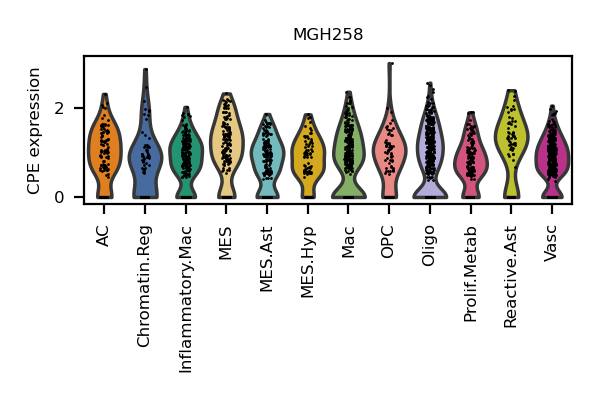 MGH258
CPE expression
2
0
AC
Chromatin.Reg
Inflammatory.Mac
MES
MES.Ast
MES.Hyp
Mac
OPC
Oligo
Prolif.Metab
Reactive.Ast
Vasc